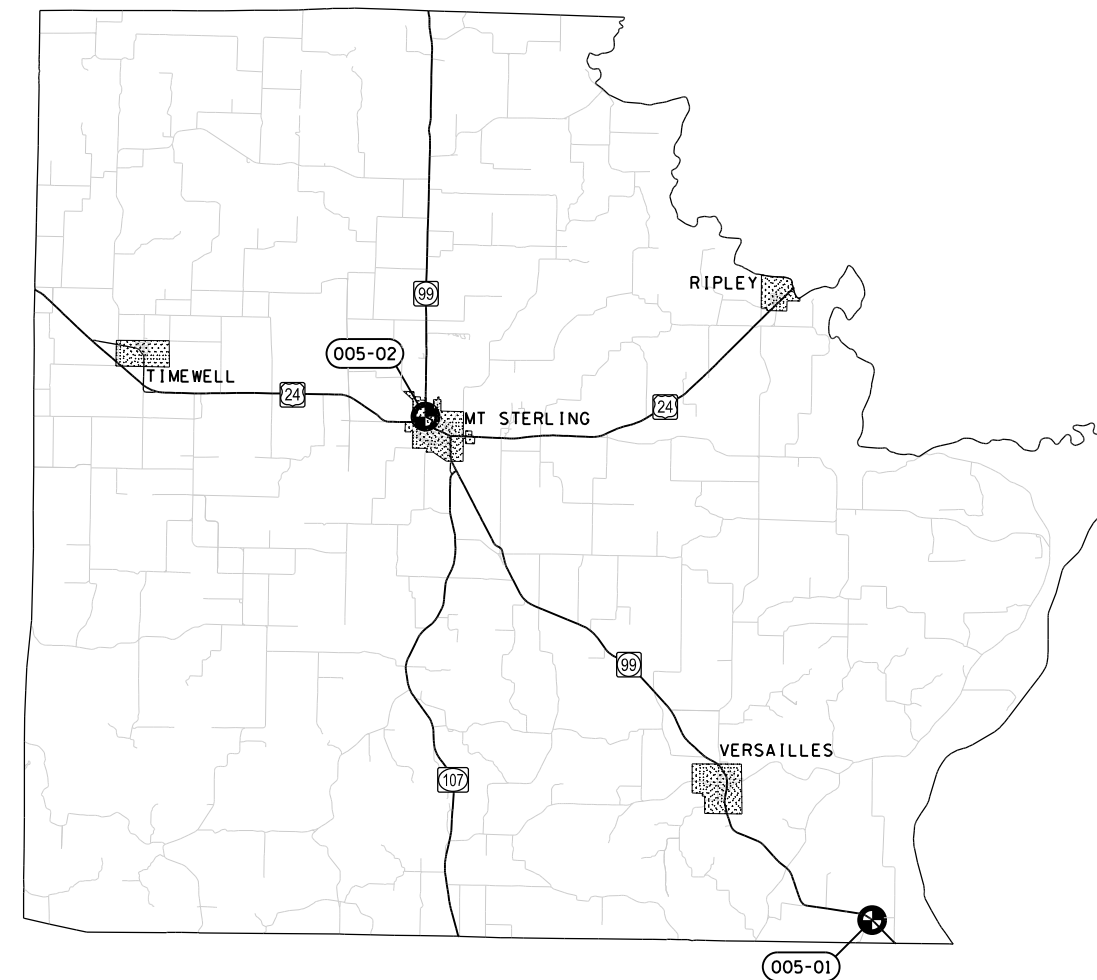 RIPLEY
99
005-02
TIMEWELL
24
24
MT STERLING
99
VERSAILLES
107
005-01